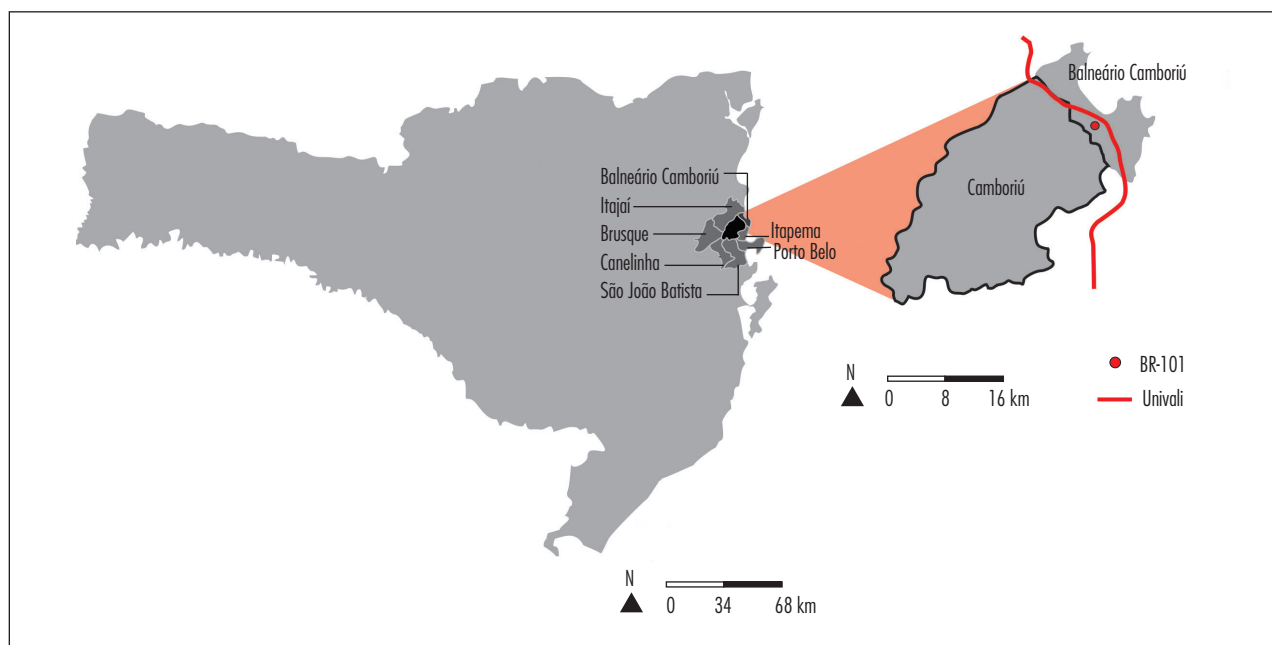 Balneário Camboriú
Itajaí
Brusque
Canelinha
São João Batista
Itapema
Porto Belo
N
0 34 68 km
Balneário Camboriú
Camboriú
N
0 8 16 km
BR-101
Univali